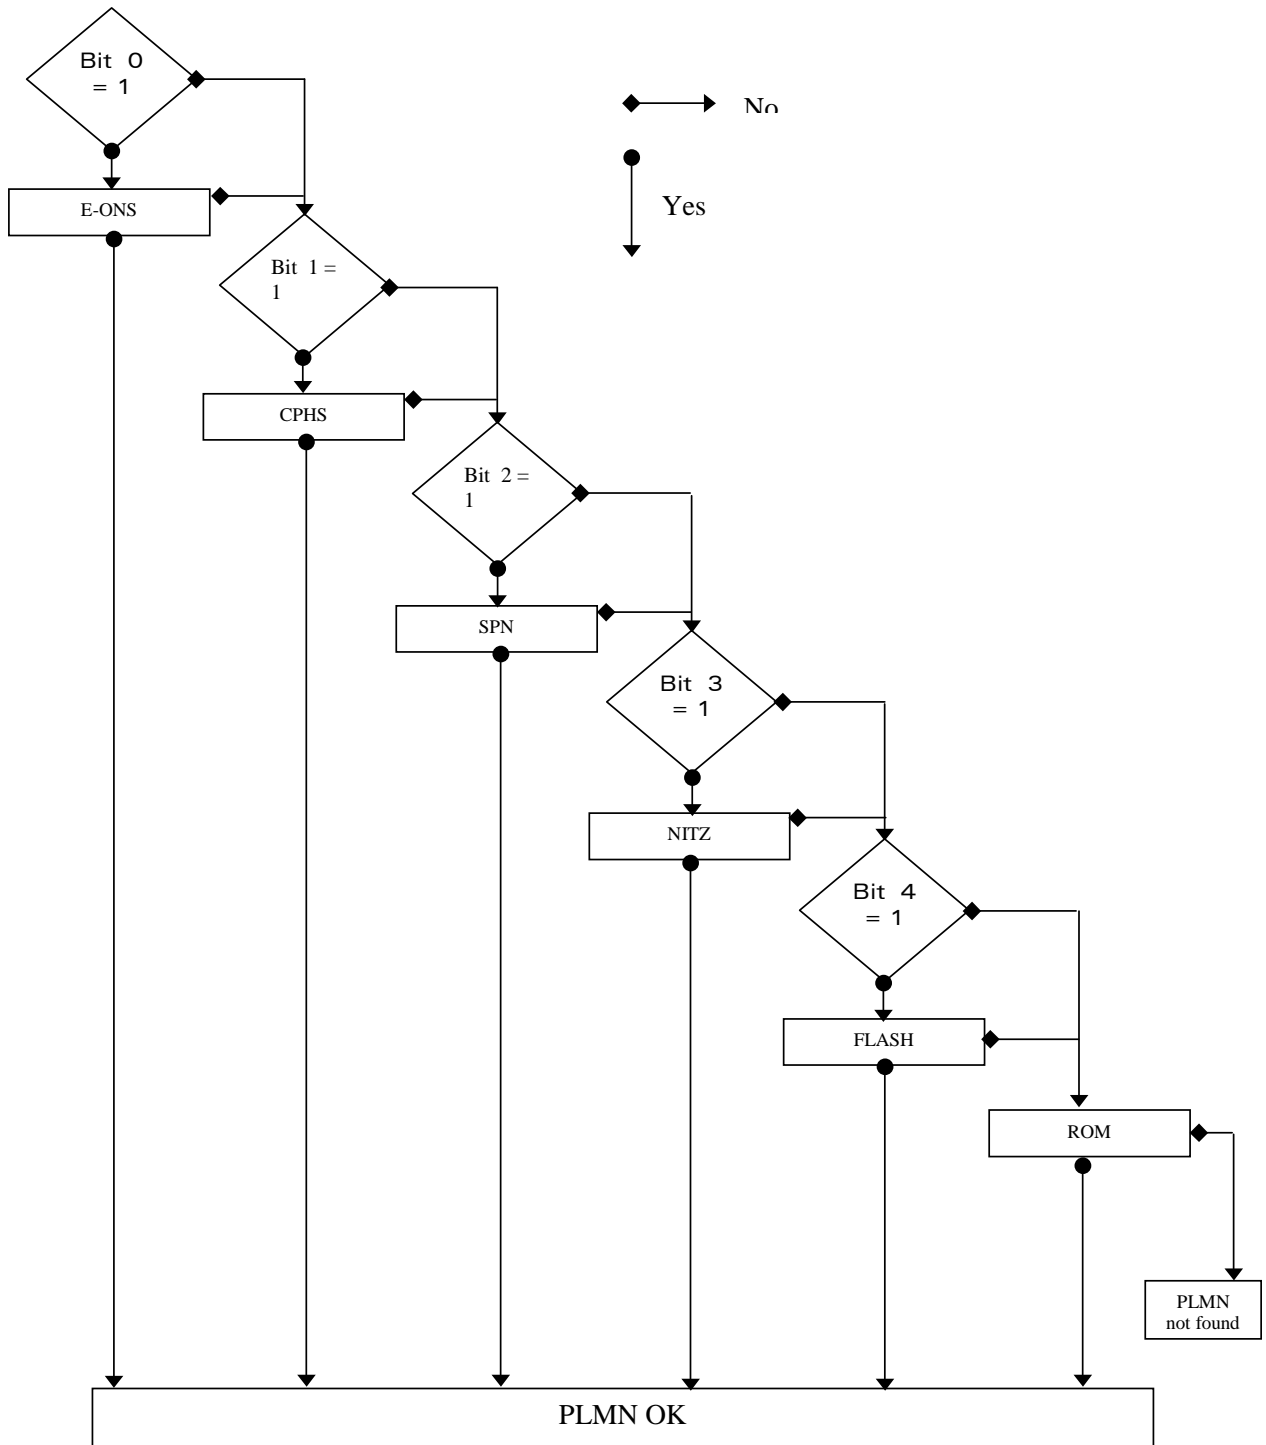 Bit 0
= 1
No
E-ONS
Yes
Bit 1 =
1
CPHS
Bit 2 =
1
SPN
Bit 3
= 1
NITZ
Bit 4
= 1
FLASH
ROM
PLMN
not found
PLMN OK